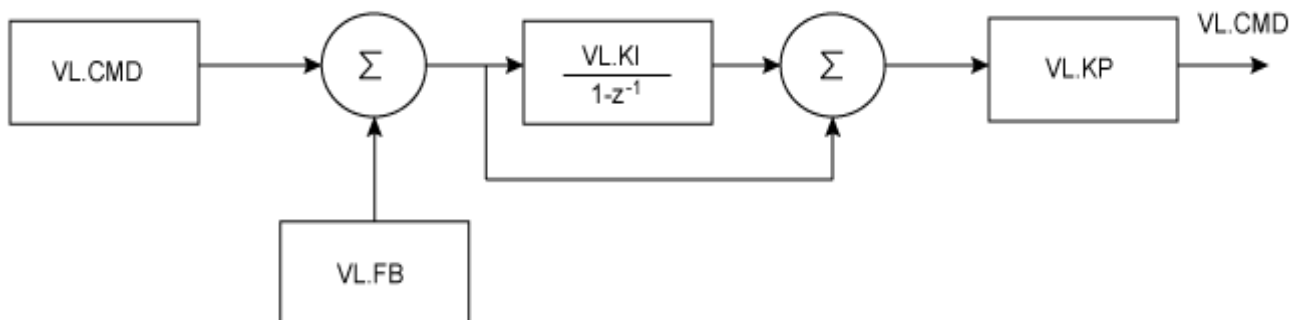 VL.CMD
VL.CMD
Σ
VL.KI
1-z⁻¹
Σ
VL.KP
VL.FB